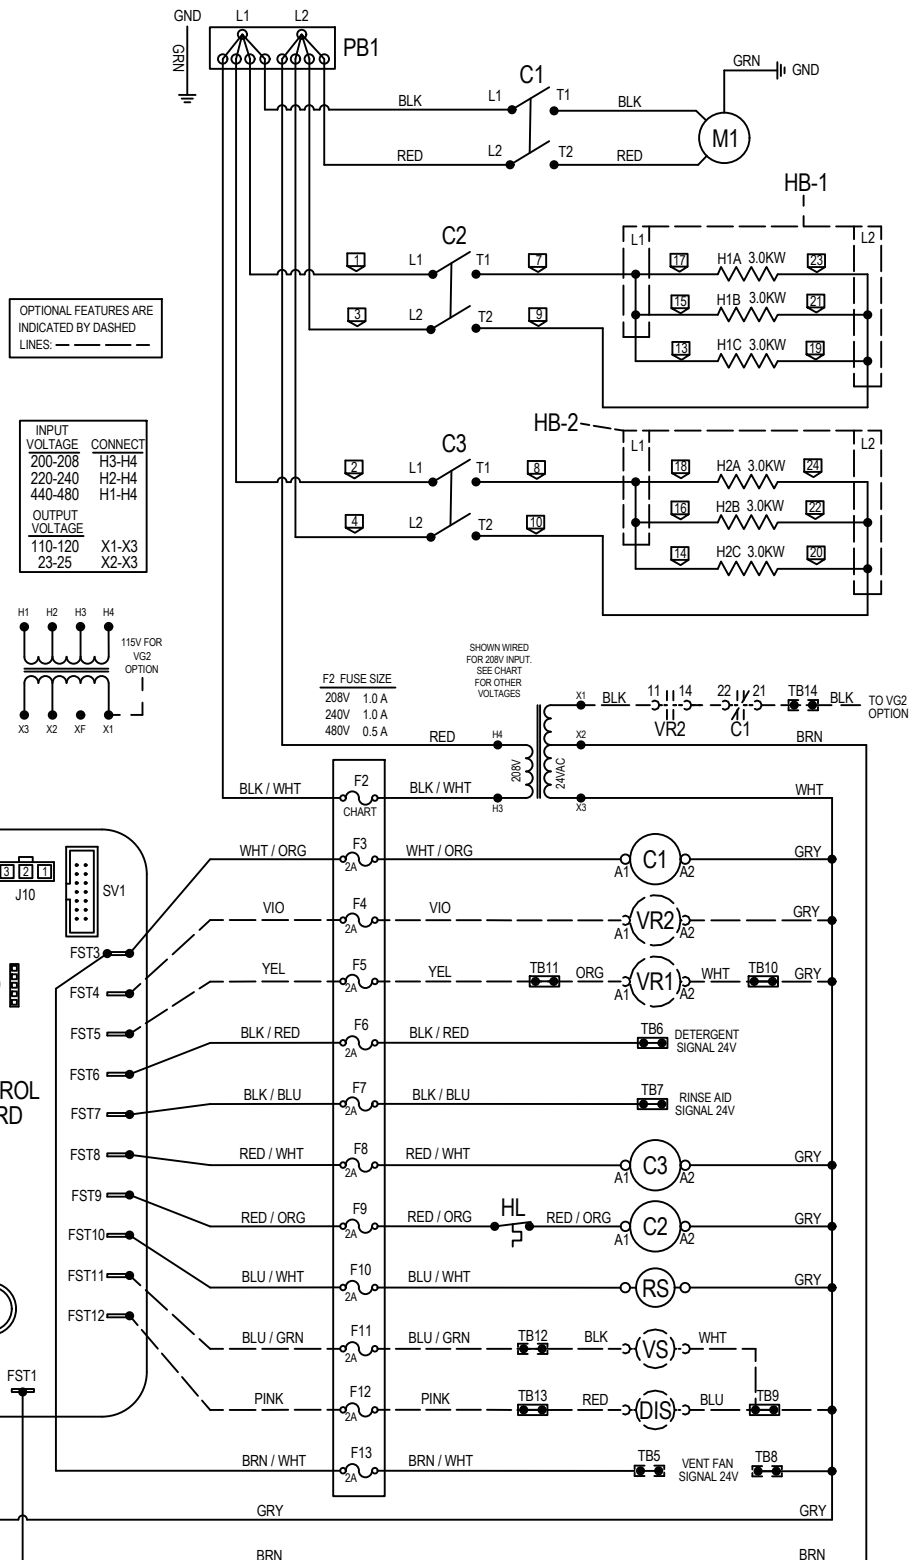 GND L1 L2
GRN
PB1
C1
GRN GND
BLK L1 T1 BLK
M1
RED L2 T2 RED
HB-1
C2
L1 L2
1 L1 T1 7 17 H1A 3.0KW 23
15 H1B 3.0KW 21
3 L2 T2 9
13 H1C 3.0KW 19
OPTIONAL FEATURES ARE
INDICATED BY DASHED
LINES:
HB-2
INPUT
VOLTAGE CONNECT
200-208 H3-H4
220-240 H2-H4
440-480 H1-H4
OUTPUT
VOLTAGE
110-120 X1-X3
23-25 X2-X3
C3
L1 L2
2 L1 T1 8 18 H2A 3.0KW 24
16 H2B 3.0KW 22
4 L2 T2 10
14 H2C 3.0KW 20
H1 H2 H3 H4
115V FOR
VG2
OPTION
X3 X2 XF X1
F2 FUSE SIZE
208V 1.0 A
240V 1.0 A
480V 0.5 A
SHOWN WIRED
FOR 208V INPUT.
SEE CHART
FOR OTHER
VOLTAGES
X1 BLK 11 14 22 21 TB14 BLK TO VG2
OPTION
VR2 C1
RED H4 X2 BRN
208V 24VAC
BLK / WHT F2 BLK / WHT WHT
CHART
H3 X3
WHT / ORG F3 WHT / ORG C1 GRY
2A A1 A2
3 2 1
J10
SV1
VIO F4 VIO VR2 GRY
2A A1 A2
FST3
YEL F5 YEL TB11 ORG VR1 WHT TB10 GRY
2A A1 A2
FST4
FST5
BLK / RED F6 BLK / RED TB6 DETERGENT
SIGNAL 24V
2A
FST6
ROL
RD
BLK / BLU F7 BLK / BLU TB7 RINSE AID
SIGNAL 24V
2A
FST7
FST8
RED / WHT F8 RED / WHT C3 GRY
2A A1 A2
FST9
RED / ORG F9 RED / ORG HL RED / ORG C2 GRY
2A A1 A2
FST10
BLU / WHT F10 BLU / WHT RS GRY
2A
FST11
FST12
BLU / GRN F11 BLU / GRN TB12 BLK VS WHT
2A
FST1
PINK F12 PINK TB13 RED DIS BLU TB9
2A
BRN / WHT F13 BRN / WHT TB5 VENT FAN
SIGNAL 24V TB8
2A
GRY GRY
BRN BRN